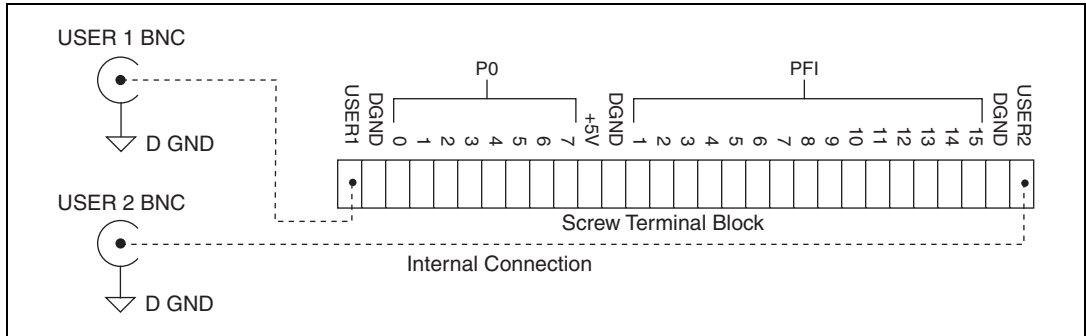 USER 1 BNC
D GND
USER 2 BNC
D GND
P0
PFI
USER1
DGND
0
1
2
3
4
5
6
7
+5V
DGND
1
2
3
4
5
6
7
8
9
10
11
12
13
14
15
DGND
USER2
Screw Terminal Block
Internal Connection